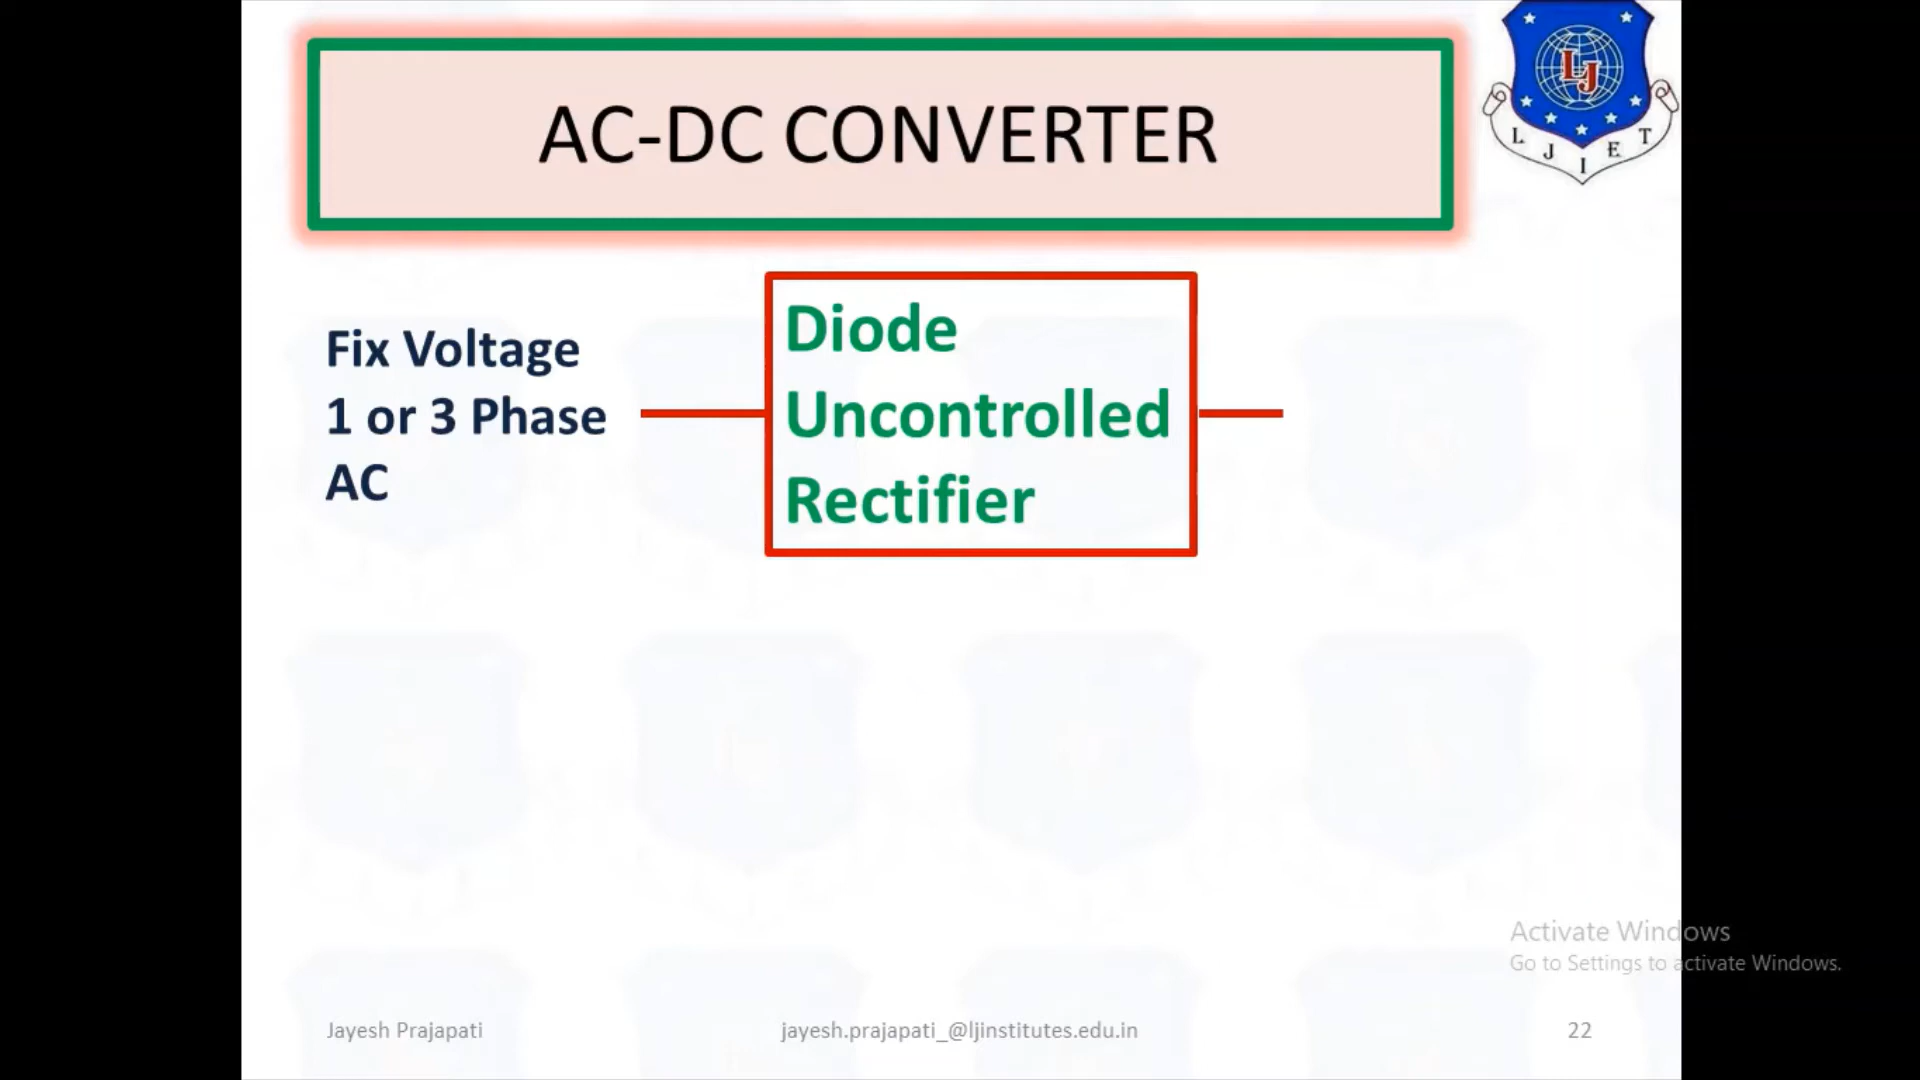 AC-DC CONVERTER
LJ
L J I E T
Fix Voltage
1 or 3 Phase
AC
Diode
Uncontrolled
Rectifier
Activate Windows
Go to Settings to activate Windows.
Jayesh Prajapati
jayesh.prajapati_@ljinstitutes.edu.in
22